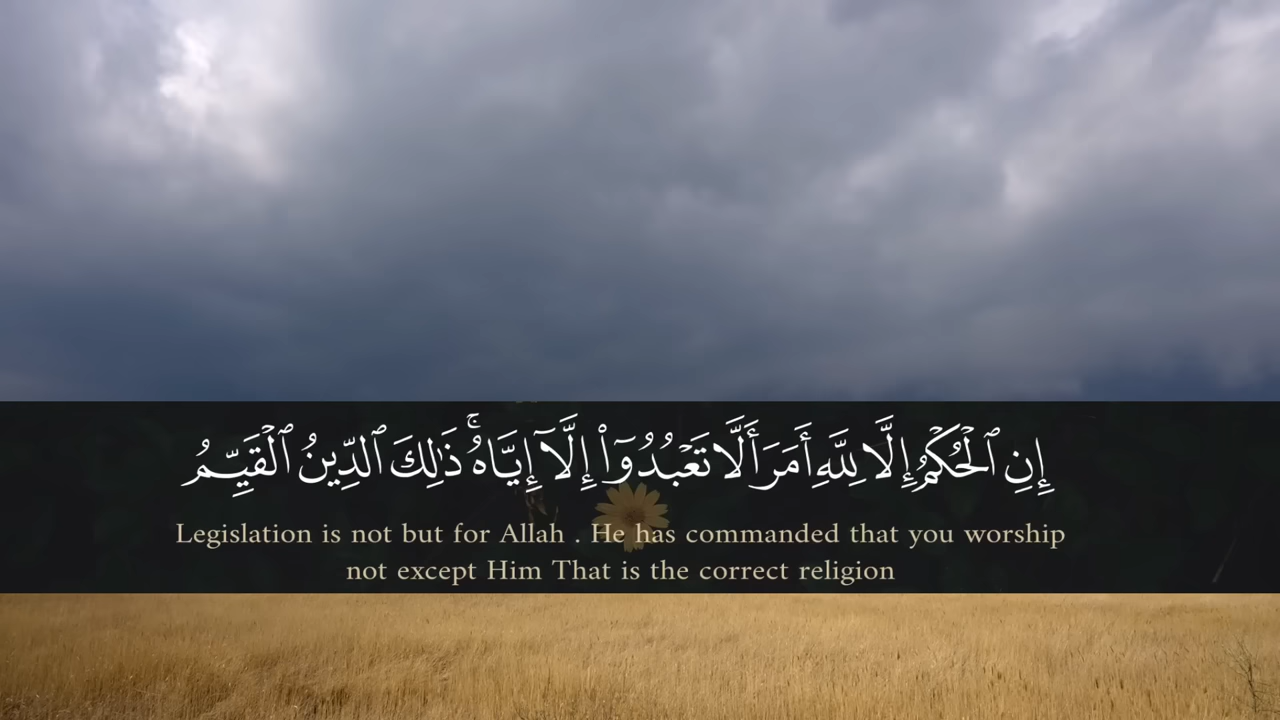 إِنِ ٱلْحُكْمُ إِلَّا لِلَّهِ أَمَرَ أَلَّا تَعْبُدُوٓا۟ إِلَّآ إِيَّاهُ ۚ ذَٰلِكَ ٱلدِّينُ ٱلْقَيِّمُ
Legislation is not but for Allah . He has commanded that you worship
not except Him That is the correct religion